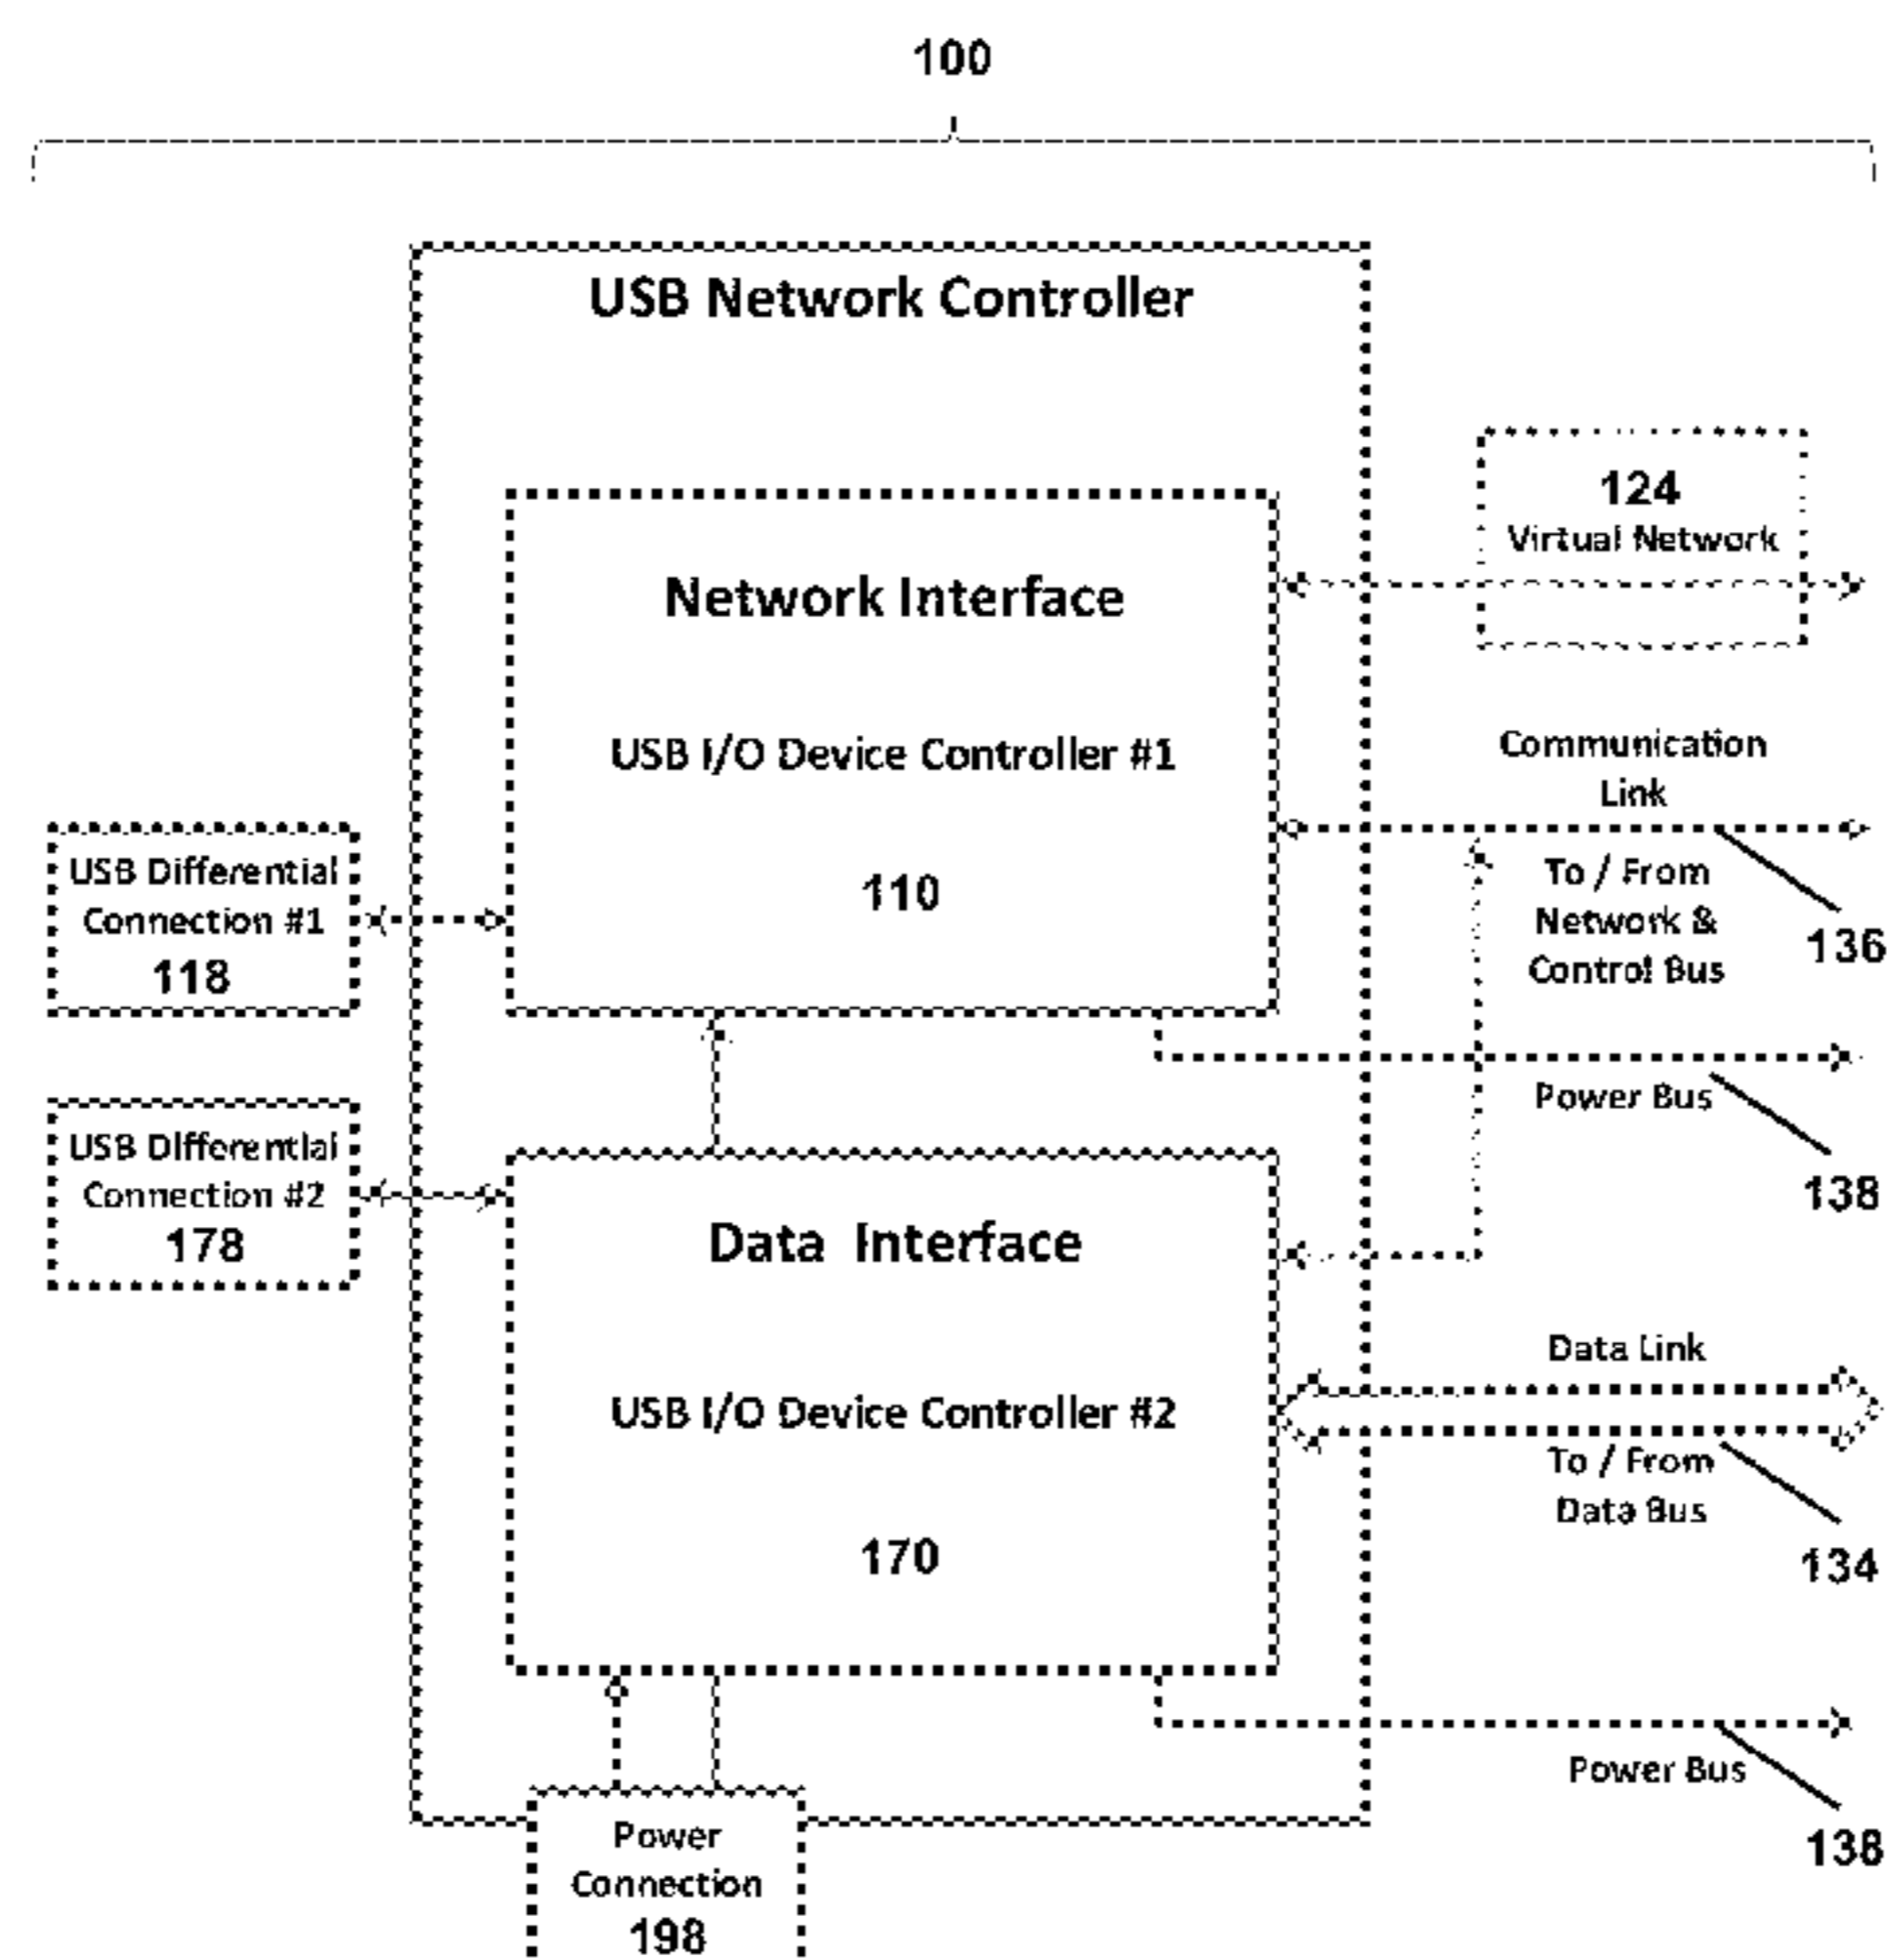 100
USB Network Controller
124
Virtual Network
Network Interface
USB I/O Device Controller #1
110
Communication
Link
To / From
Network &
Control Bus
136
USB Differential
Connection #1
118
Power Bus
138
USB Differential
Connection #2
178
Data Interface
USB I/O Device Controller #2
170
Data Link
To / From
Data Bus
134
Power Bus
138
Power
Connection
198